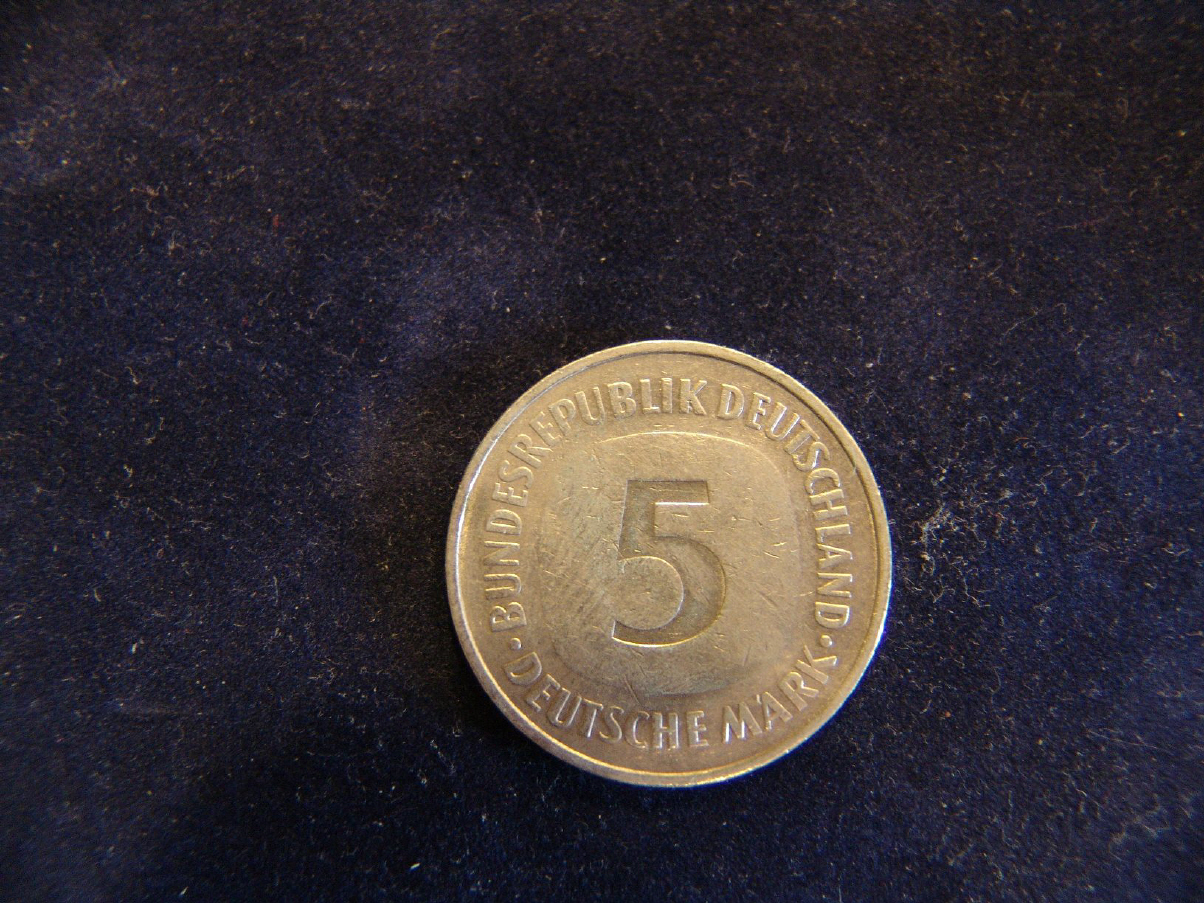 BUNDESREPUBLIK DEUTSCHLAND
5
· DEUTSCHE MARK ·